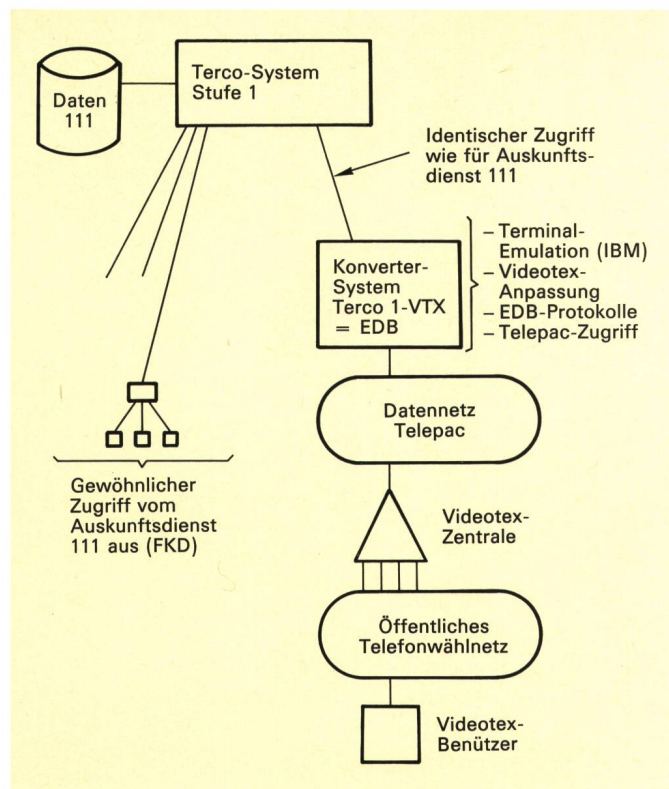 Daten
111
Terco-System
Stufe 1
Identischer Zugriff
wie für Auskunfts-
dienst 111
Konverter-
System
Terco 1-VTX
= EDB
– Terminal-
Emulation (IBM)
– Videotex-
Anpassung
– EDB-Protokolle
– Telepac-Zugriff
Datennetz
Telepac
Gewöhnlicher
Zugriff vom
Auskunftsdienst
111 aus (FKD)
Videotex-
Zentrale
Öffentliches
Telefonwählnetz
Videotex-
Benützer